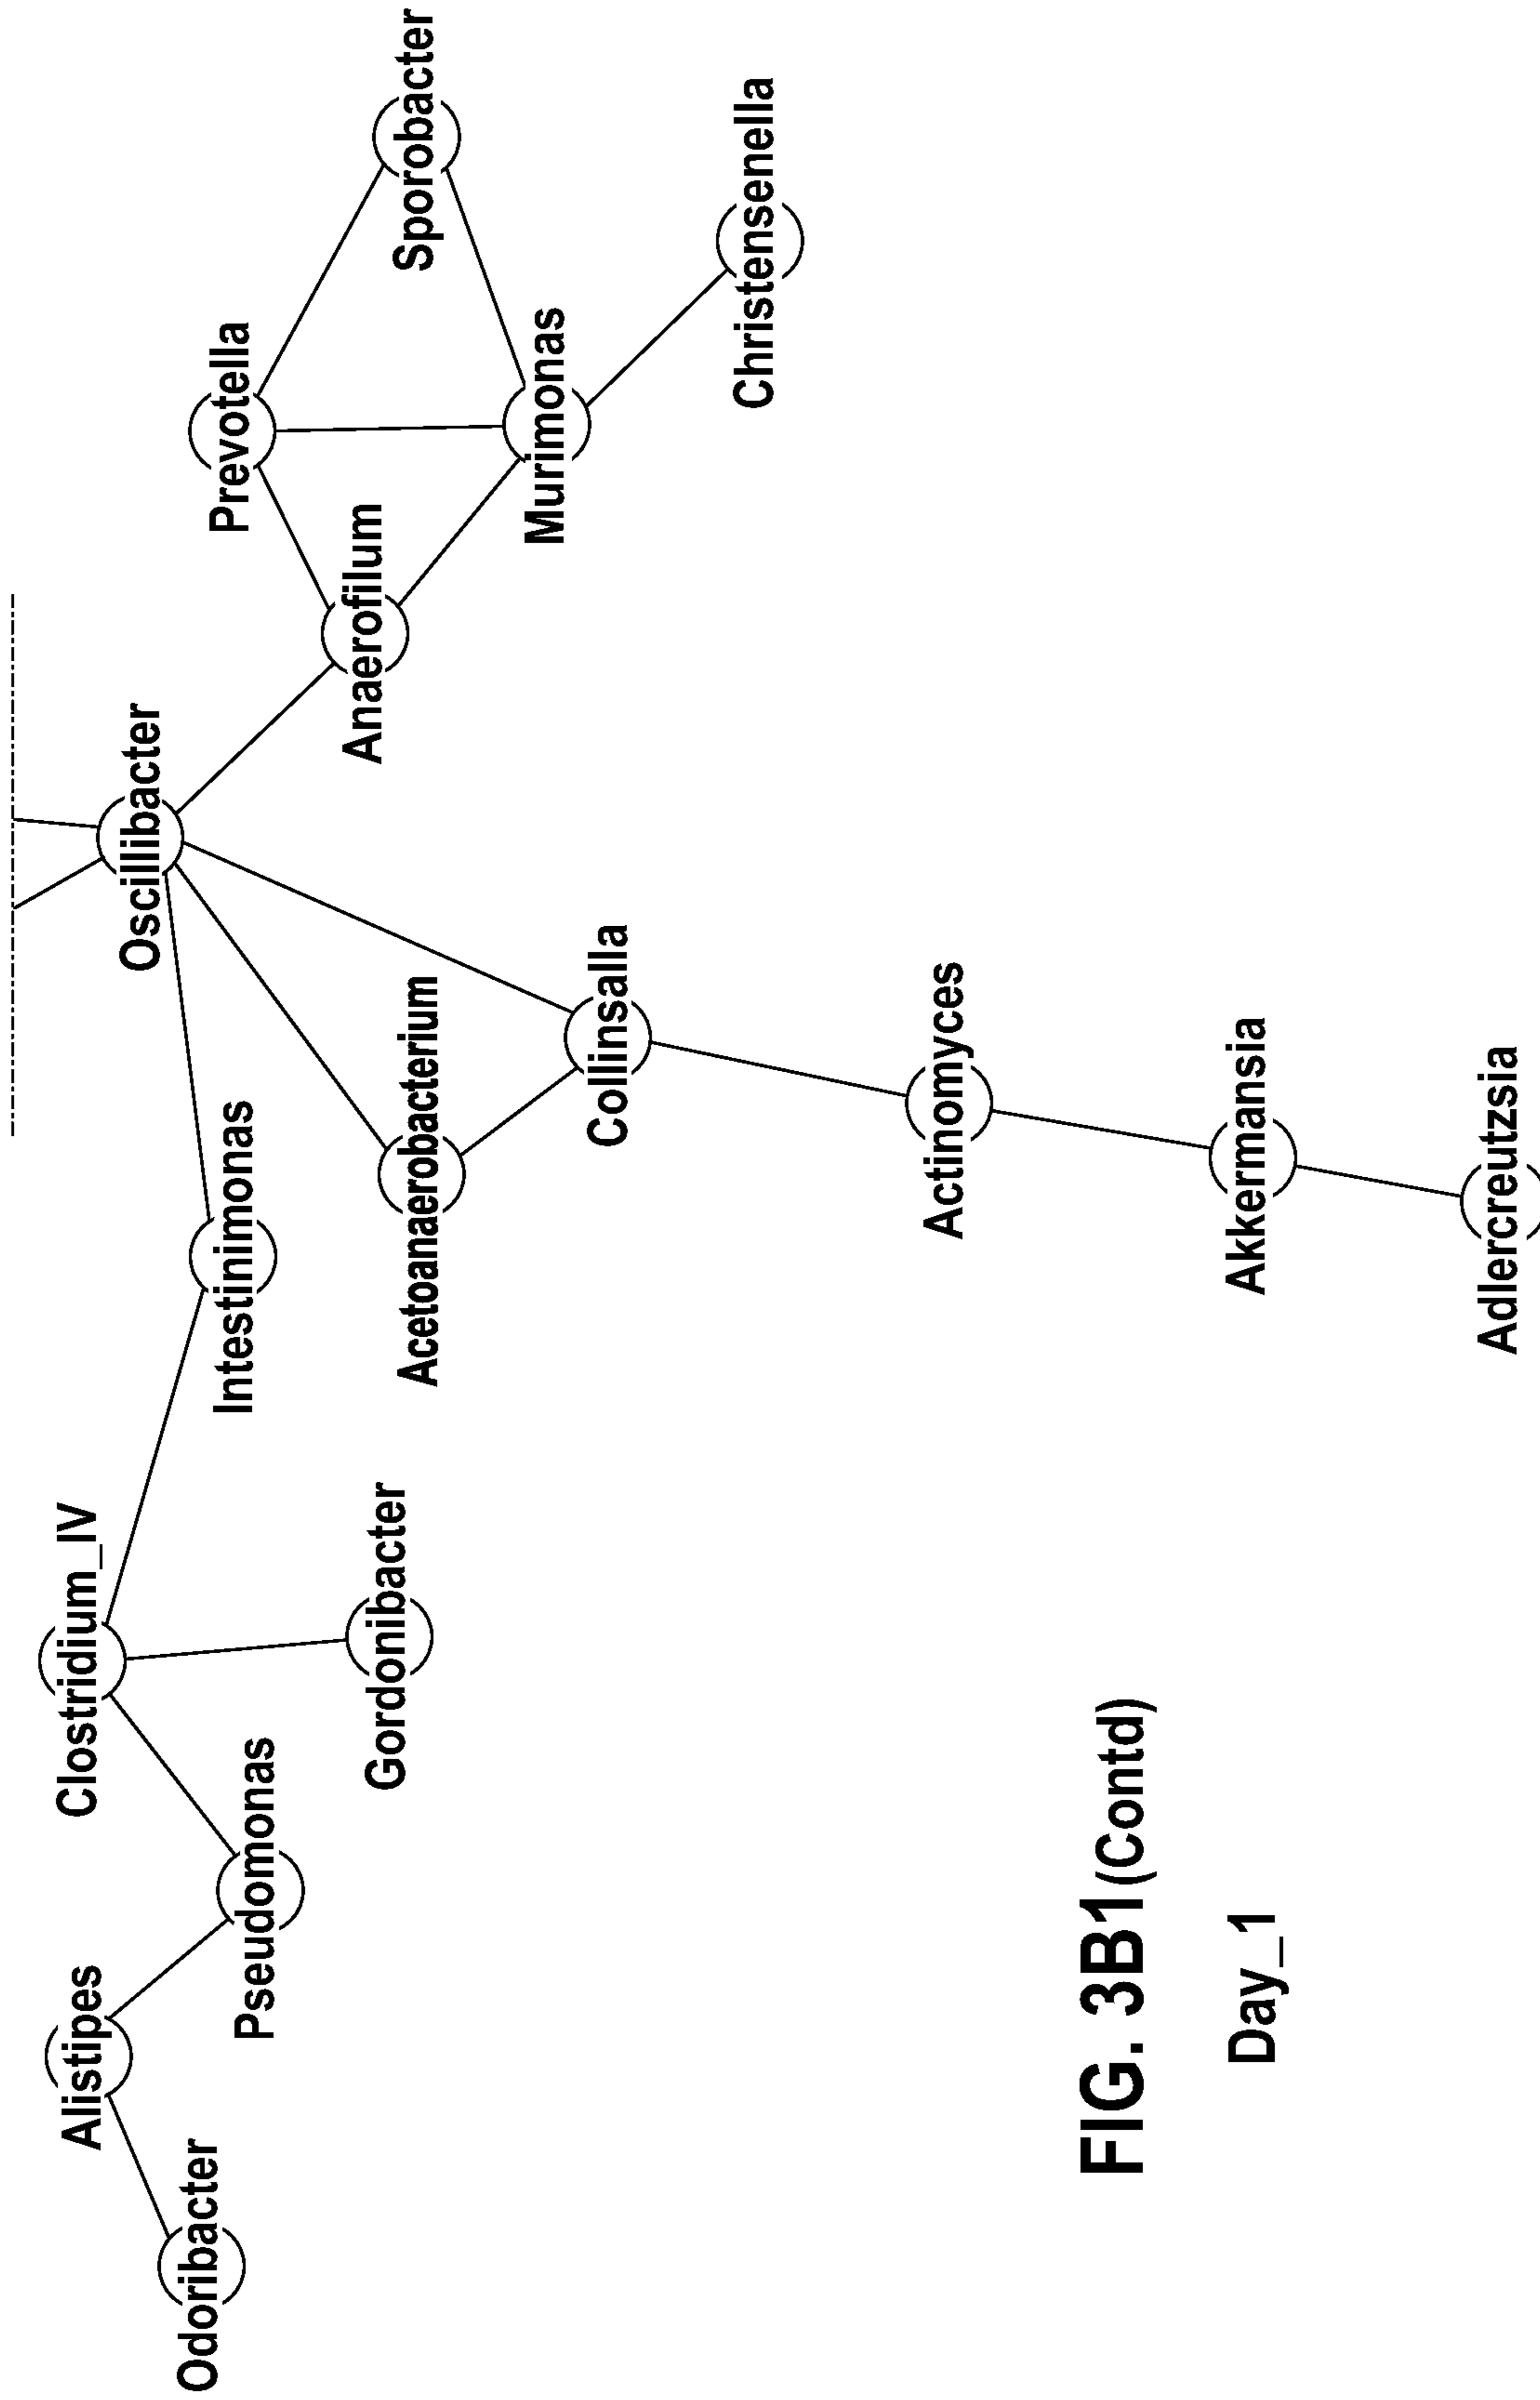 Sporobacter
Prevotella
Christensenella
Murimonas
Anaerofilum
Oscillibacter
Collinsalla
Acetoanaerobacterium
Actinomyces
Intestinimonas
Akkermansia
Adlercreutzsia
Clostridium_IV
Gordonibacter
Pseudomonas
Alistipes
Odoribacter
FIG. 3B1(Contd)
Day_1